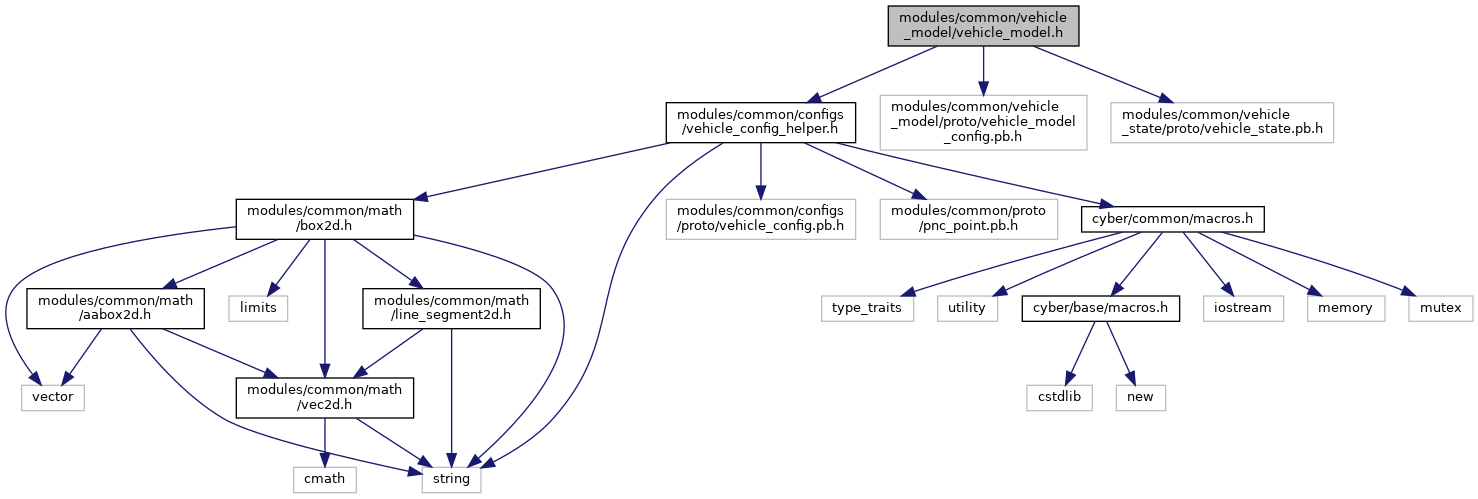 modules/common/vehicle
_model/vehicle_model.h
modules/common/configs
/vehicle_config_helper.h
modules/common/vehicle
_model/proto/vehicle_model
_config.pb.h
modules/common/vehicle
_state/proto/vehicle_state.pb.h
modules/common/math
/box2d.h
modules/common/configs
/proto/vehicle_config.pb.h
modules/common/proto
/pnc_point.pb.h
cyber/common/macros.h
modules/common/math
/aabox2d.h
limits
modules/common/math
/line_segment2d.h
type_traits
utility
cyber/base/macros.h
iostream
memory
mutex
vector
modules/common/math
/vec2d.h
cstdlib
new
cmath
string